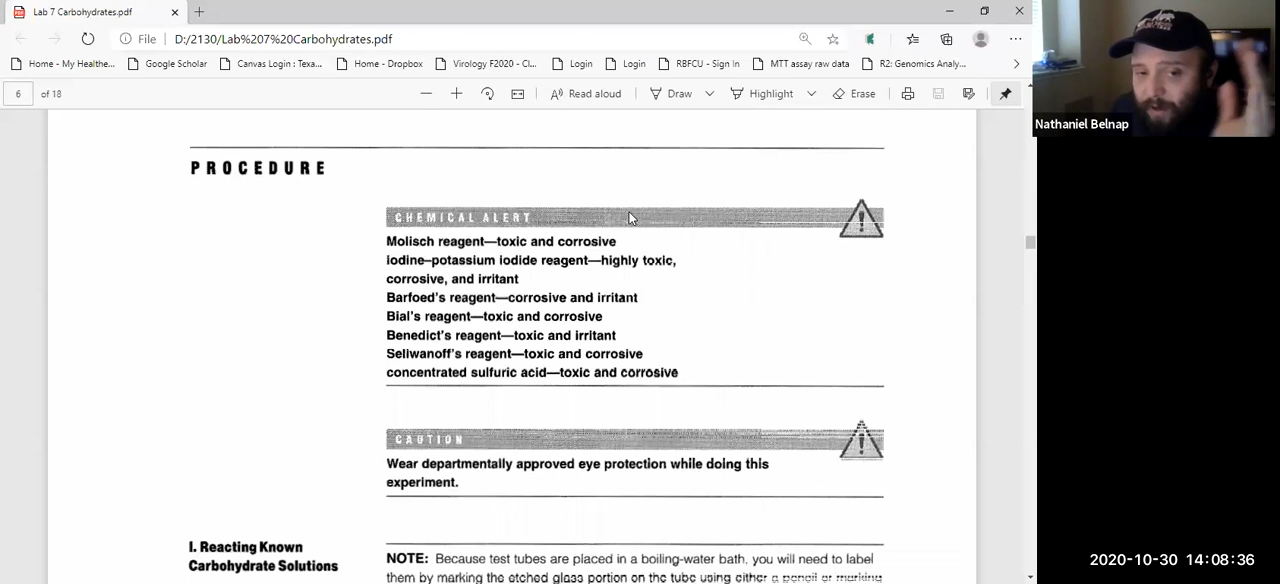 Lab 7 Carbohydrates.pdf
File
D:/2130/Lab%207%20Carbohydrates.pdf
Home - My Healthe...
Google Scholar
Canvas Login : Texa...
Home - Dropbox
Virology F2020 - Cl...
Login
Login
RBFCU - Sign In
MTT assay raw data
R2: Genomics Analy...
6 of 18
Read aloud
Draw
Highlight
Erase
Nathaniel Belnap
PROCEDURE
CHEMICAL ALERT
Molisch reagent—toxic and corrosive
iodine–potassium iodide reagent—highly toxic,
corrosive, and irritant
Barfoed's reagent—corrosive and irritant
Bial's reagent—toxic and corrosive
Benedict's reagent—toxic and irritant
Seliwanoff's reagent—toxic and corrosive
concentrated sulfuric acid—toxic and corrosive
CAUTION
Wear departmentally approved eye protection while doing this
experiment.
I. Reacting Known
Carbohydrate Solutions
NOTE: Because test tubes are placed in a boiling-water bath, you will need to label
them by marking the etched glass portion on the tube using either a pencil or marking
2020-10-30 14:08:36